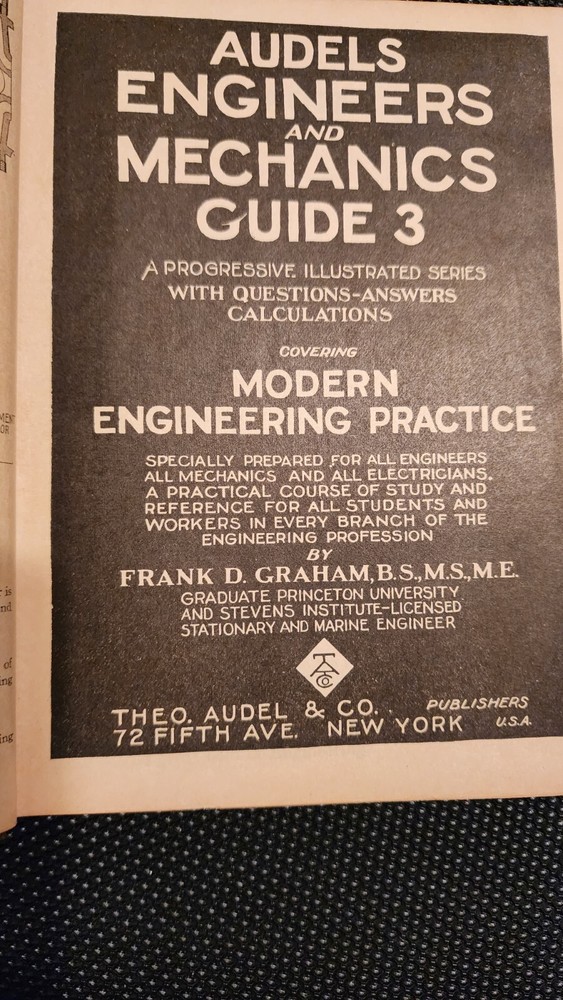 AUDELS
ENGINEERS
AND
MECHANICS
GUIDE 3
A PROGRESSIVE ILLUSTRATED SERIES
WITH QUESTIONS-ANSWERS
CALCULATIONS
COVERING
MODERN
ENGINEERING PRACTICE
SPECIALLY PREPARED FOR ALL ENGINEERS
ALL MECHANICS AND ALL ELECTRICIANS.
A PRACTICAL COURSE OF STUDY AND
REFERENCE FOR ALL STUDENTS AND
WORKERS IN EVERY BRANCH OF THE
ENGINEERING PROFESSION
BY
FRANK D. GRAHAM, B.S., M.S., M.E.
GRADUATE PRINCETON UNIVERSITY
AND STEVENS INSTITUTE-LICENSED
STATIONARY AND MARINE ENGINEER
TA & Co
THEO. AUDEL & CO. PUBLISHERS
72 FIFTH AVE. NEW YORK U.S.A.
is
of